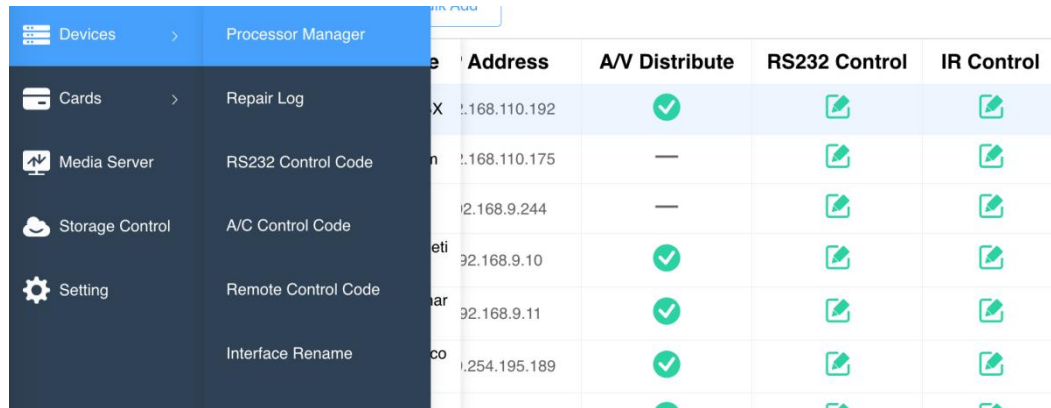 Add
Devices > Processor Manager
Address A/V Distribute RS232 Control IR Control
Cards > Repair Log
.168.110.192
Media Server RS232 Control Code
.168.110.175
Storage Control A/C Control Code
2.168.9.244
Setting Remote Control Code
92.168.9.10
92.168.9.11
Interface Rename
.254.195.189